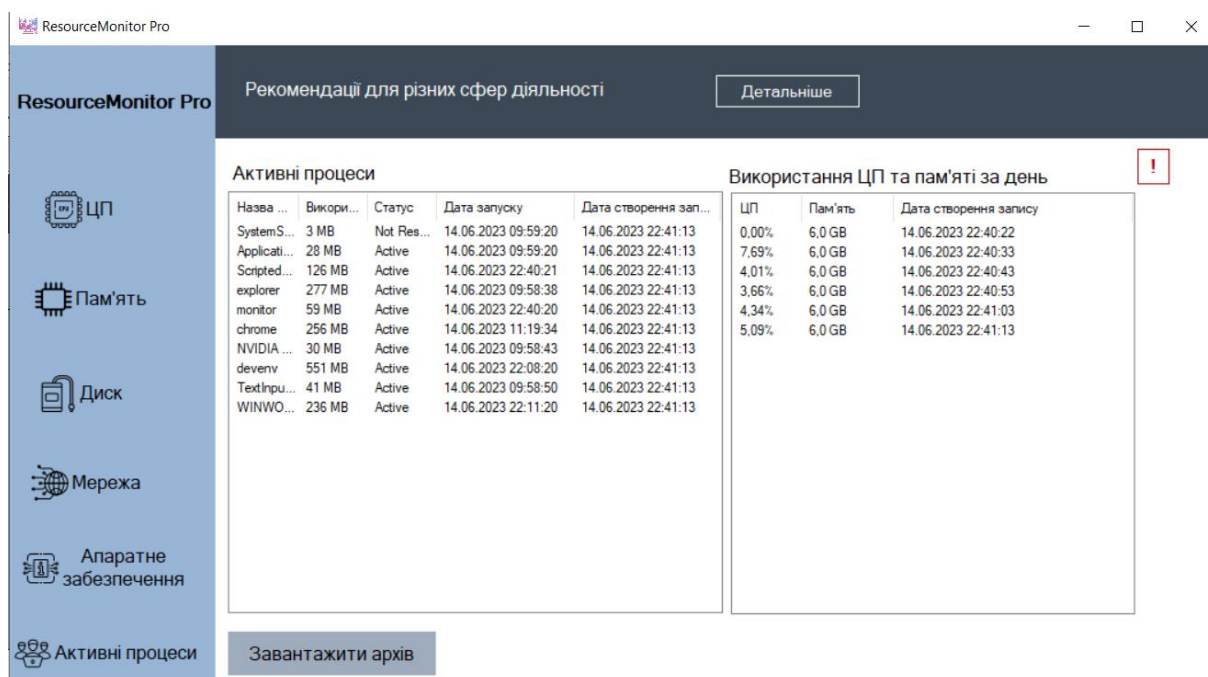 ResourceMonitor Pro
ResourceMonitor Pro
Рекомендації для різних сфер діяльності
Детальніше
ЦП
Пам'ять
Диск
Мережа
Апаратне
забезпечення
Активні процеси
Активні процеси
Назва ... Викори... Статус Дата запуску Дата створення зап...
SystemS... 3 MB Not Res... 14.06.2023 09:59:20 14.06.2023 22:41:13
Applicati... 28 MB Active 14.06.2023 09:59:20 14.06.2023 22:41:13
Scripted... 126 MB Active 14.06.2023 22:40:21 14.06.2023 22:41:13
explorer 277 MB Active 14.06.2023 09:58:38 14.06.2023 22:41:13
monitor 59 MB Active 14.06.2023 22:40:20 14.06.2023 22:41:13
chrome 256 MB Active 14.06.2023 11:19:34 14.06.2023 22:41:13
NVIDIA ... 30 MB Active 14.06.2023 09:58:43 14.06.2023 22:41:13
devenv 551 MB Active 14.06.2023 22:08:20 14.06.2023 22:41:13
TextInpu... 41 MB Active 14.06.2023 09:58:50 14.06.2023 22:41:13
WINWO... 236 MB Active 14.06.2023 22:11:20 14.06.2023 22:41:13
Використання ЦП та пам'яті за день
!
ЦП Пам'ять Дата створення запису
0,00% 6,0 GB 14.06.2023 22:40:22
7,69% 6,0 GB 14.06.2023 22:40:33
4,01% 6,0 GB 14.06.2023 22:40:43
3,66% 6,0 GB 14.06.2023 22:40:53
4,34% 6,0 GB 14.06.2023 22:41:03
5,09% 6,0 GB 14.06.2023 22:41:13
Завантажити архів